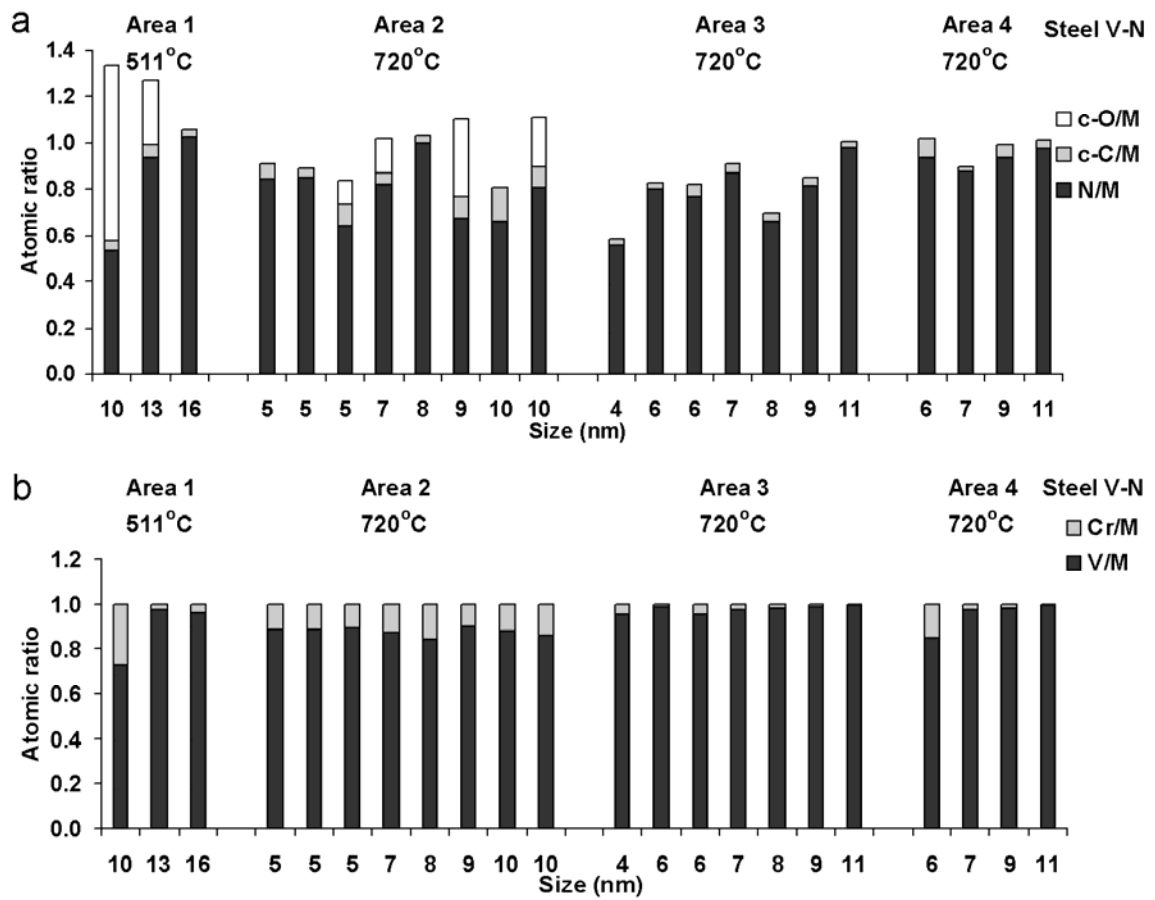 a
Area 1 Area 2 Area 3 Area 4 Steel V-N
511°C 720°C 720°C 720°C
1.4
1.2
1.0
0.8
0.6
0.4
0.2
0.0
Atomic ratio
c-O/M
c-C/M
N/M
10 13 16 5 5 5 7 8 9 10 10 4 6 6 7 8 9 11 6 7 9 11
Size (nm)
b
Area 1 Area 2 Area 3 Area 4 Steel V-N
511°C 720°C 720°C 720°C
Cr/M
V/M
1.2
1.0
0.8
0.6
0.4
0.2
0.0
Atomic ratio
10 13 16 5 5 5 7 8 9 10 10 4 6 6 7 8 9 11 6 7 9 11
Size (nm)